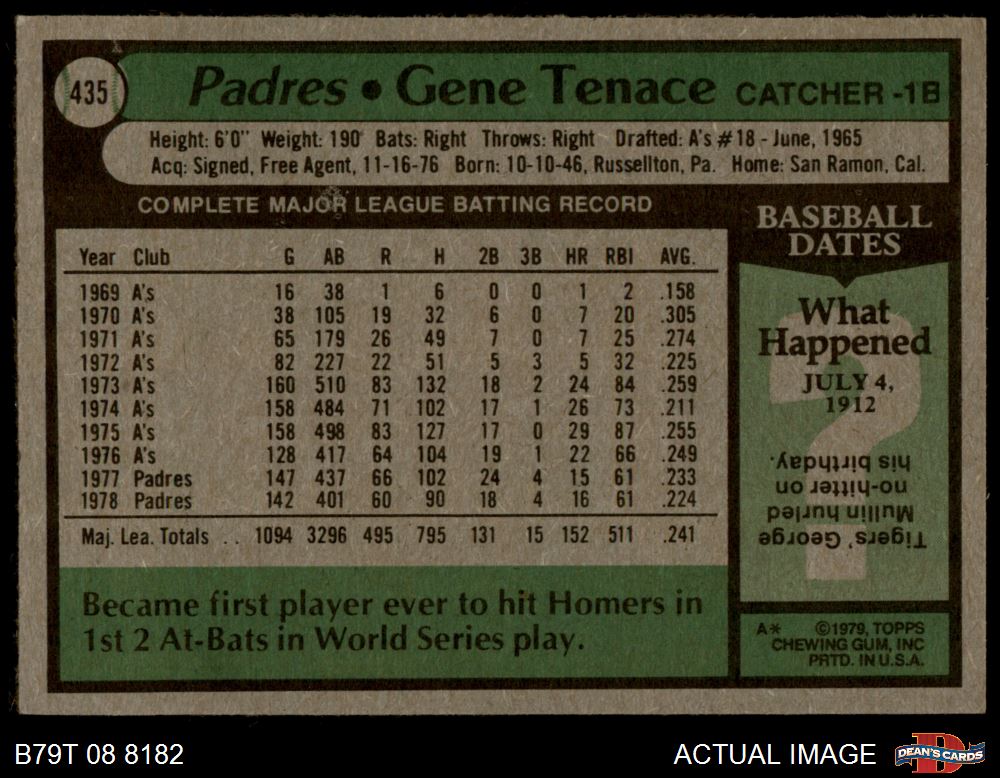 435
Padres • Gene Tenace CATCHER -1B
Height: 6'0" Weight: 190 Bats: Right Throws: Right Drafted: A's #18 - June, 1965
Acq: Signed, Free Agent, 11-16-76 Born: 10-10-46, Russellton, Pa. Home: San Ramon, Cal.
COMPLETE MAJOR LEAGUE BATTING RECORD
Year Club G AB R H 2B 3B HR RBI AVG.
1969 A's 16 38 1 6 0 0 1 2 .158
1970 A's 38 105 19 32 6 0 7 20 .305
1971 A's 65 179 26 49 7 0 7 25 .274
1972 A's 82 227 22 51 5 3 5 32 .225
1973 A's 160 510 83 132 18 2 24 84 .259
1974 A's 158 484 71 102 17 1 26 73 .211
1975 A's 158 498 83 127 17 0 29 87 .255
1976 A's 128 417 64 104 19 1 22 66 .249
1977 Padres 147 437 66 102 24 4 15 61 .233
1978 Padres 142 401 60 90 18 4 16 61 .224
Maj. Lea. Totals . . 1094 3296 495 795 131 15 152 511 .241
Became first player ever to hit Homers in
1st 2 At-Bats in World Series play.
BASEBALL
DATES
What
Happened
JULY 4,
1912
?
Tigers' George
Mullin hurled
no-hitter on
his birthday.
A* ©1979, TOPPS
CHEWING GUM, INC
PRTD. IN U.S.A.
B79T 08 8182
ACTUAL IMAGE
DEAN'S CARDS